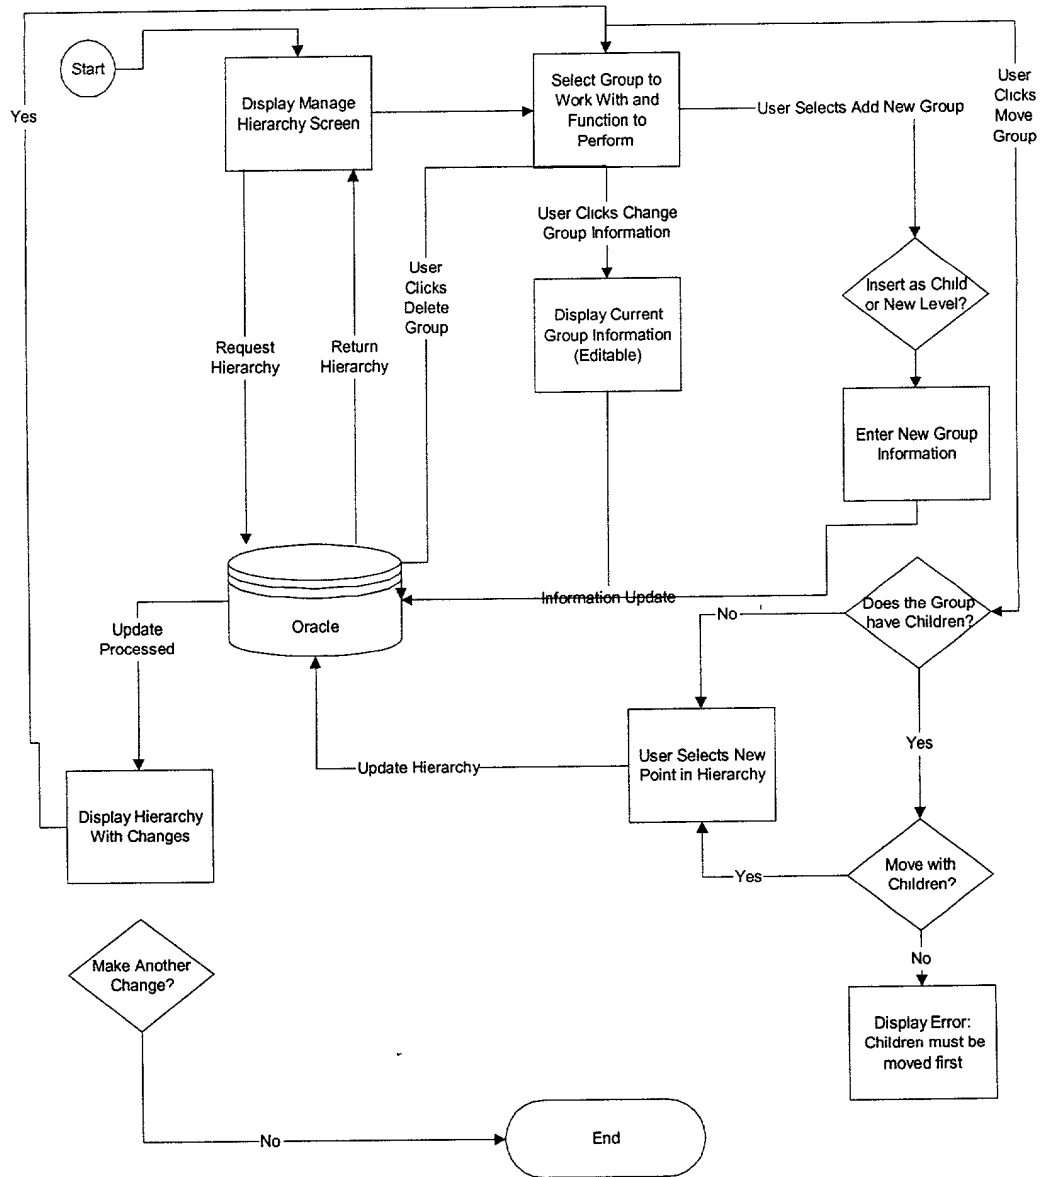 Start
Display Manage
Hierarchy Screen
Select Group to
Work With and
Function to
Perform
User Selects Add New Group
User
Clicks
Move
Group
Yes
User Clicks Change
Group Information
User
Clicks
Delete
Group
Insert as Child
or New Level?
Display Current
Group Information
(Editable)
Request
Hierarchy
Return
Hierarchy
Enter New Group
Information
Information Update
Oracle
Does the Group
have Children?
No
Update
Processed
Yes
User Selects New
Point in Hierarchy
Update Hierarchy
Display Hierarchy
With Changes
Move with
Children?
Yes
No
Make Another
Change?
Display Error:
Children must be
moved first
No
End